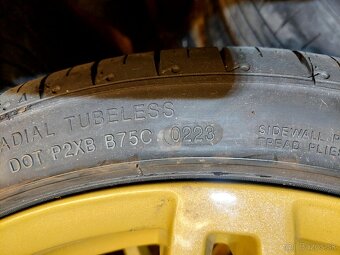 RADIAL TUBELESS
DOT P2XB B75C 0223
SIDEWALL P
TREAD PLIES